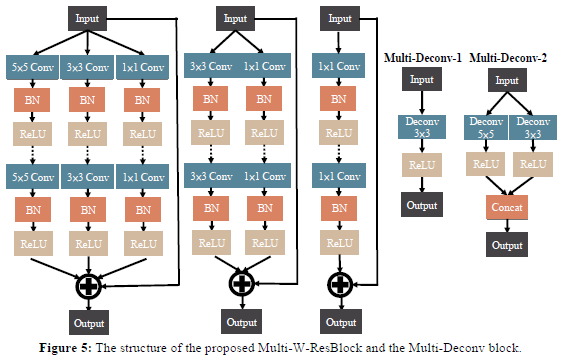 Input
5x5 Conv
3x3 Conv
1x1 Conv
BN
BN
BN
ReLU
ReLU
ReLU
5x5 Conv
3x3 Conv
1x1 Conv
BN
BN
BN
ReLU
ReLU
ReLU
Output
Input
3x3 Conv
1x1 Conv
BN
BN
ReLU
ReLU
3x3 Conv
1x1 Conv
BN
BN
ReLU
ReLU
Output
Input
1x1 Conv
BN
ReLU
1x1 Conv
BN
ReLU
Output
Multi-Deconv-1
Input
Deconv
3x3
ReLU
Output
Multi-Deconv-2
Input
Deconv
5x5
Deconv
3x3
ReLU
ReLU
Concat
Output
Figure 5: The structure of the proposed Multi-W-ResBlock and the Multi-Deconv block.